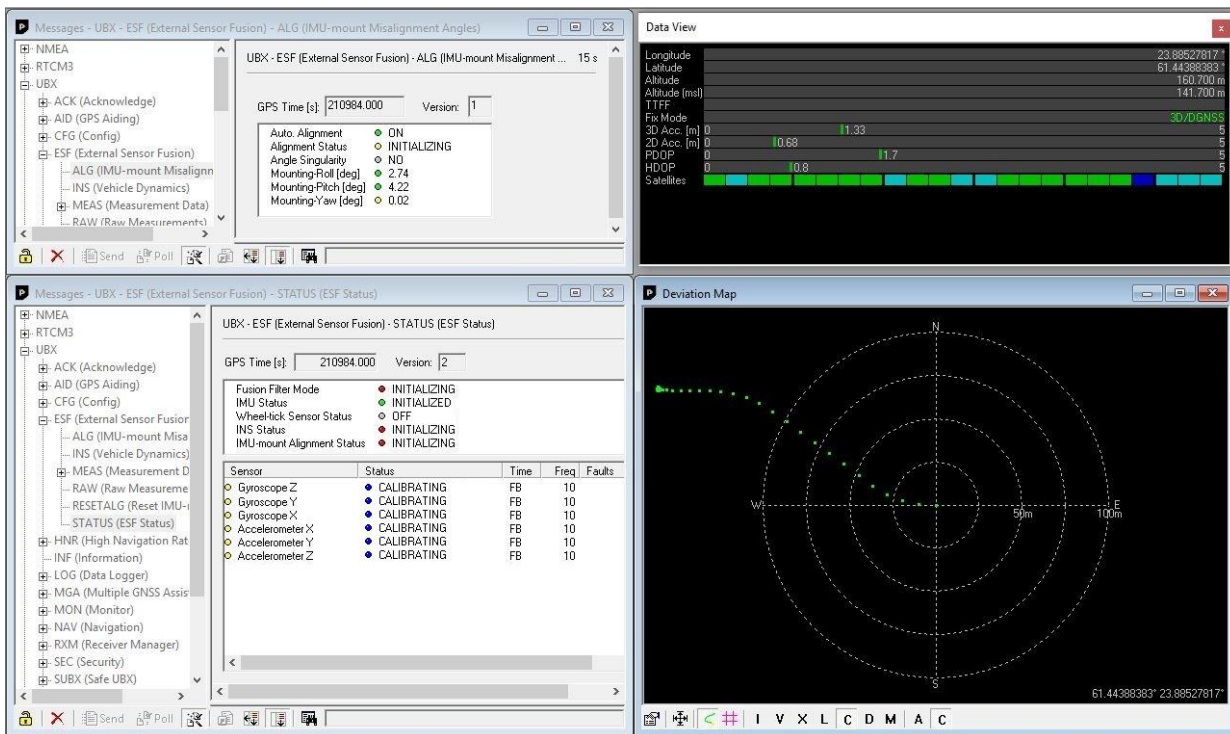 Messages - UBX - ESF (External Sensor Fusion) - ALG (IMU-mount Misalignment Angles)
NMEA
RTCM3
UBX
ACK (Acknowledge)
AID (GPS Aiding)
CFG (Config)
ESF (External Sensor Fusion)
ALG (IMU-mount Misalignn
INS (Vehicle Dynamics)
MEAS (Measurement Data)
RAW (Raw Measurements)
UBX - ESF (External Sensor Fusion) - ALG (IMU-mount Misalignment ... 15 s
GPS Time [s]: 210984.000 Version: 1
Auto. Alignment ON
Alignment Status INITIALIZING
Angle Singularity NO
Mounting-Roll [deg] 2.74
Mounting-Pitch [deg] 4.22
Mounting-Yaw [deg] 0.02
Send Poll
Data View
Longitude 23.88527817 °
Latitude 61.44388383 °
Altitude 160.700 m
Altitude (msl) 141.700 m
TTFF
Fix Mode 3D/DGNSS
3D Acc. [m] 0 1.33 5
2D Acc. [m] 0 0.68 5
PDOP 0 1.7 5
HDOP 0 0.8 5
Satellites
Messages - UBX - ESF (External Sensor Fusion) - STATUS (ESF Status)
NMEA
RTCM3
UBX
ACK (Acknowledge)
AID (GPS Aiding)
CFG (Config)
ESF (External Sensor Fusion
ALG (IMU-mount Misa
INS (Vehicle Dynamics)
MEAS (Measurement D
RAW (Raw Measureme
RESETALG (Reset IMU-
STATUS (ESF Status)
HNR (High Navigation Rat
INF (Information)
LOG (Data Logger)
MGA (Multiple GNSS Assis
MON (Monitor)
NAV (Navigation)
RXM (Receiver Manager)
SEC (Security)
SUBX (Safe UBX)
UBX - ESF (External Sensor Fusion) - STATUS (ESF Status)
GPS Time [s]: 210984.000 Version: 2
Fusion Filter Mode INITIALIZING
IMU Status INITIALIZED
Wheel-tick Sensor Status OFF
INS Status INITIALIZING
IMU-mount Alignment Status INITIALIZING
Sensor Status Time Freq Faults
Gyroscope Z CALIBRATING FB 10
Gyroscope Y CALIBRATING FB 10
Gyroscope X CALIBRATING FB 10
Accelerometer X CALIBRATING FB 10
Accelerometer Y CALIBRATING FB 10
Accelerometer Z CALIBRATING FB 10
Send Poll
Deviation Map
N
W 50m 100m E
S
61.44388383° 23.88527817°
I V X L C D M A C